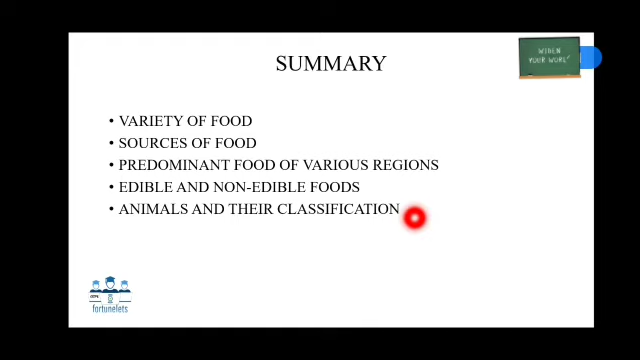 SUMMARY
WIDEN
YOUR WORL
• VARIETY OF FOOD
• SOURCES OF FOOD
• PREDOMINANT FOOD OF VARIOUS REGIONS
• EDIBLE AND NON-EDIBLE FOODS
• ANIMALS AND THEIR CLASSIFICATION
fortunelets